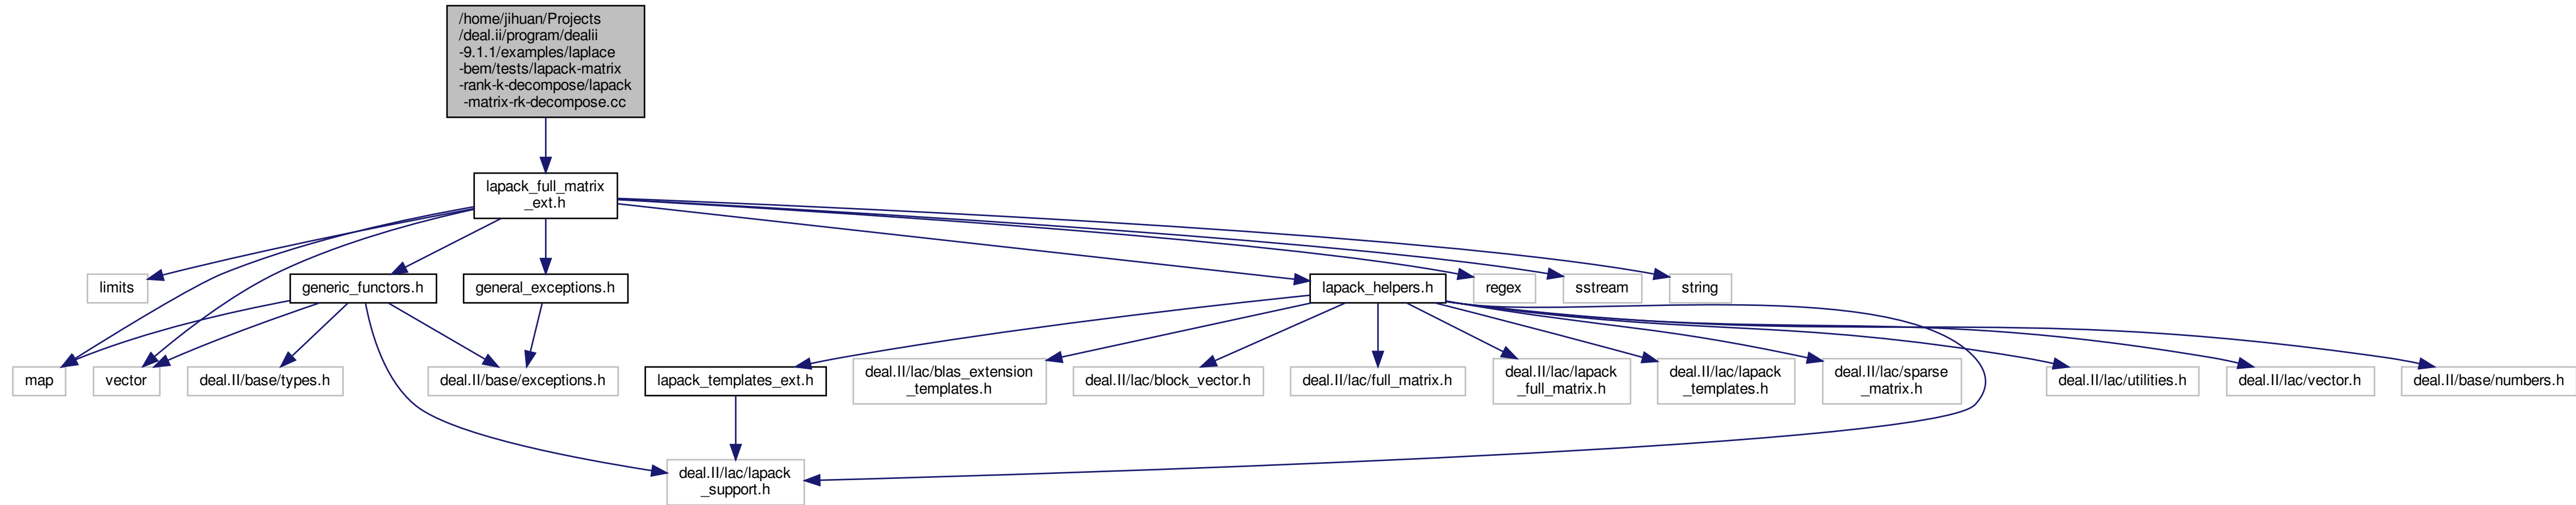 /home/jihuan/Projects
/deal.ii/program/dealii
-9.1.1/examples/laplace
-bem/tests/lapack-matrix
-rank-k-decompose/lapack
-matrix-rk-decompose.cc
lapack_full_matrix
_ext.h
limits
generic_functors.h
general_exceptions.h
lapack_helpers.h
regex
sstream
string
map
vector
deal.II/base/types.h
deal.II/base/exceptions.h
lapack_templates_ext.h
deal.II/lac/blas_extension
_templates.h
deal.II/lac/block_vector.h
deal.II/lac/full_matrix.h
deal.II/lac/lapack
_full_matrix.h
deal.II/lac/lapack
_templates.h
deal.II/lac/sparse
_matrix.h
deal.II/lac/utilities.h
deal.II/lac/vector.h
deal.II/base/numbers.h
deal.II/lac/lapack
_support.h